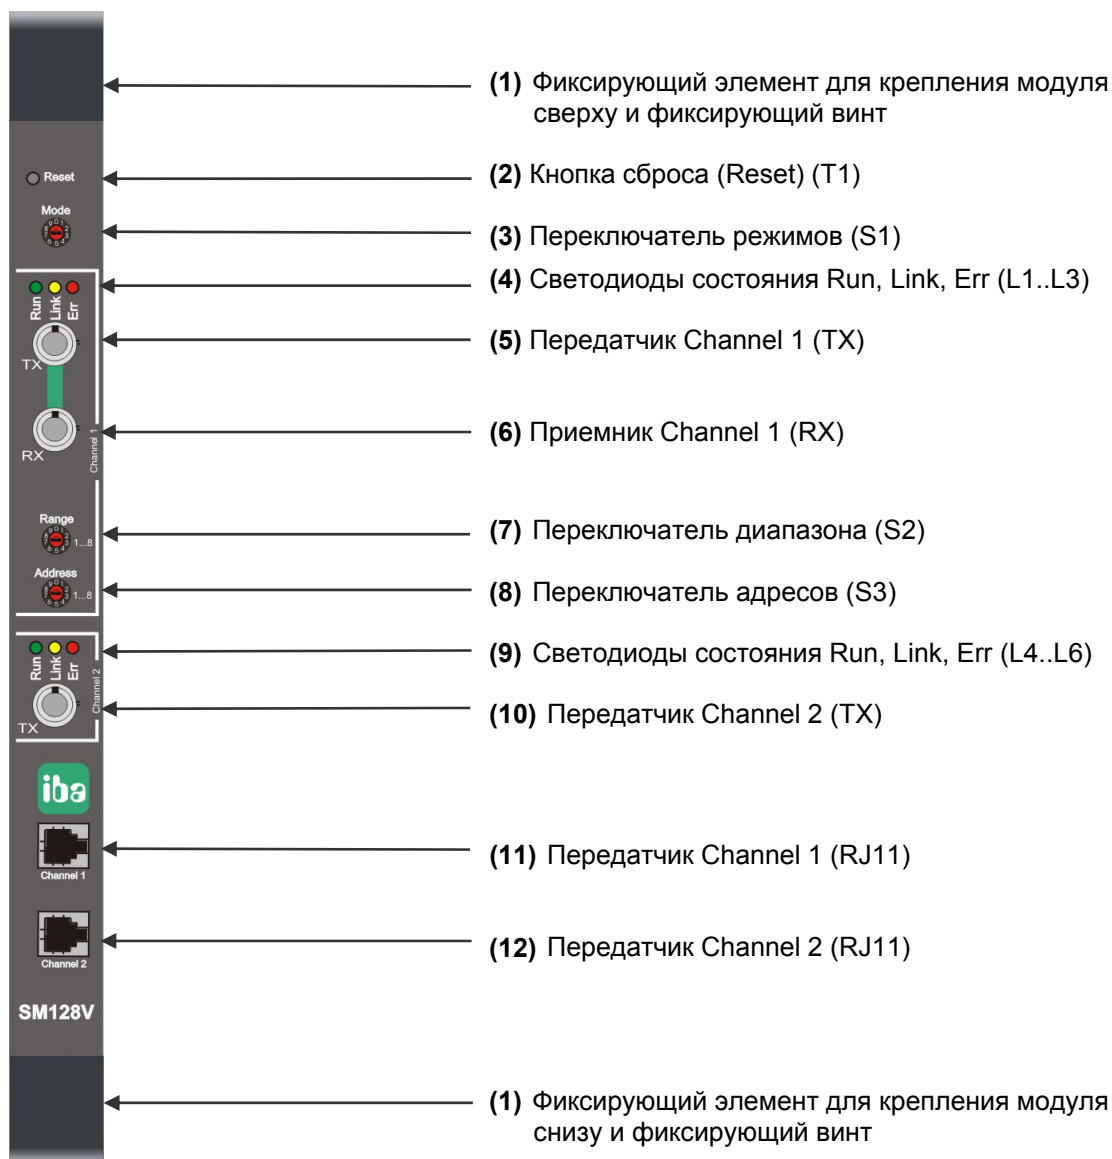 (1) Фиксирующий элемент для крепления модуля
сверху и фиксирующий винт
Reset
(2) Кнопка сброса (Reset) (T1)
Mode
(3) Переключатель режимов (S1)
(4) Светодиоды состояния Run, Link, Err (L1..L3)
Run
Link
Err
(5) Передатчик Channel 1 (TX)
TX
(6) Приемник Channel 1 (RX)
RX
Channel 1
Range
1...8
(7) Переключатель диапазона (S2)
Address
1...8
(8) Переключатель адресов (S3)
(9) Светодиоды состояния Run, Link, Err (L4..L6)
Run
Link
Err
Channel 2
(10) Передатчик Channel 2 (TX)
TX
iba
(11) Передатчик Channel 1 (RJ11)
Channel 1
(12) Передатчик Channel 2 (RJ11)
Channel 2
SM128V
(1) Фиксирующий элемент для крепления модуля
снизу и фиксирующий винт